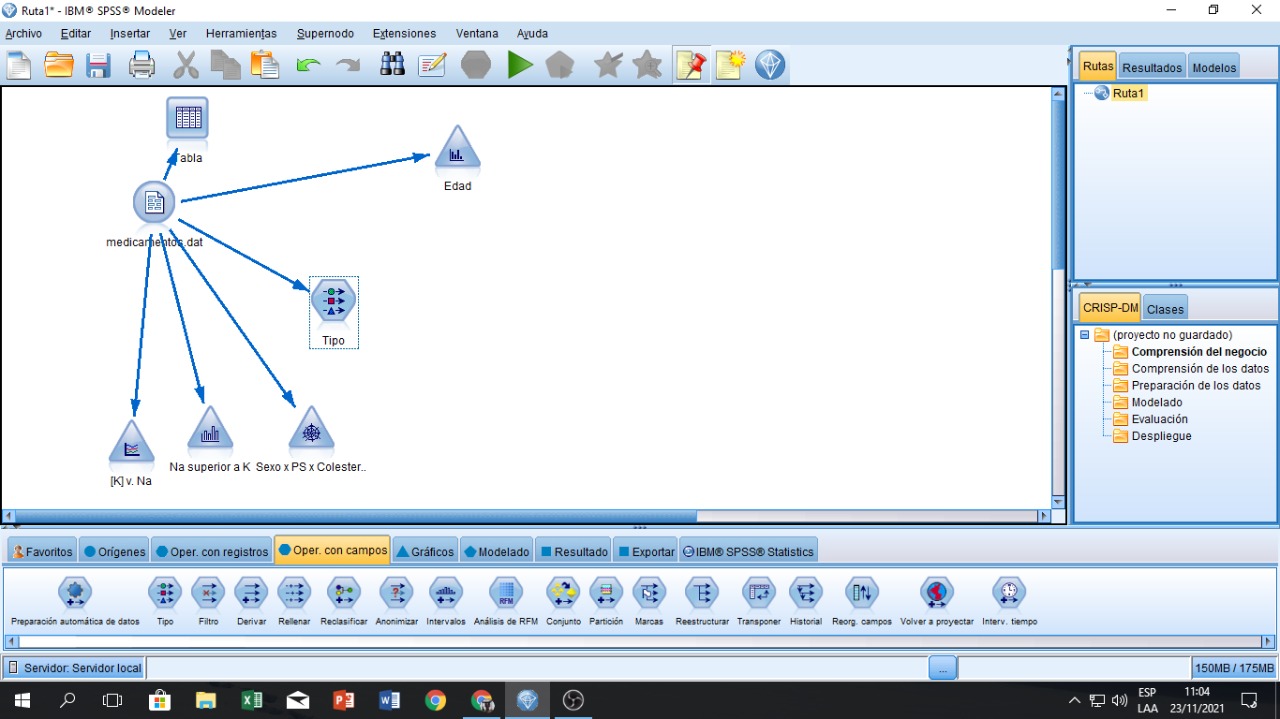 Ruta1* - IBM® SPSS® Modeler
Archivo Editar Insertar Ver Herramientas Supernodo Extensiones Ventana Ayuda
Tabla
medicamentos.dat
Edad
Tipo
[K] v. Na
Na superior a K
Sexo x PS x Colester..
Rutas Resultados Modelos
Ruta1
CRISP-DM Clases
(proyecto no guardado)
Comprensión del negocio
Comprensión de los datos
Preparación de los datos
Modelado
Evaluación
Despliegue
Favoritos Orígenes Oper. con registros Oper. con campos Gráficos Modelado Resultado Exportar IBM® SPSS® Statistics
RFM
Preparación automática de datos Tipo Filtro Derivar Rellenar Reclasificar Anonimizar Intervalos Análisis de RFM Conjunto Partición Marcas Reestructurar Transponer Historial Reorg. campos Volver a proyectar Interv. tiempo
Servidor: Servidor local
...
150MB / 175MB
ESP
LAA
11:04
23/11/2021